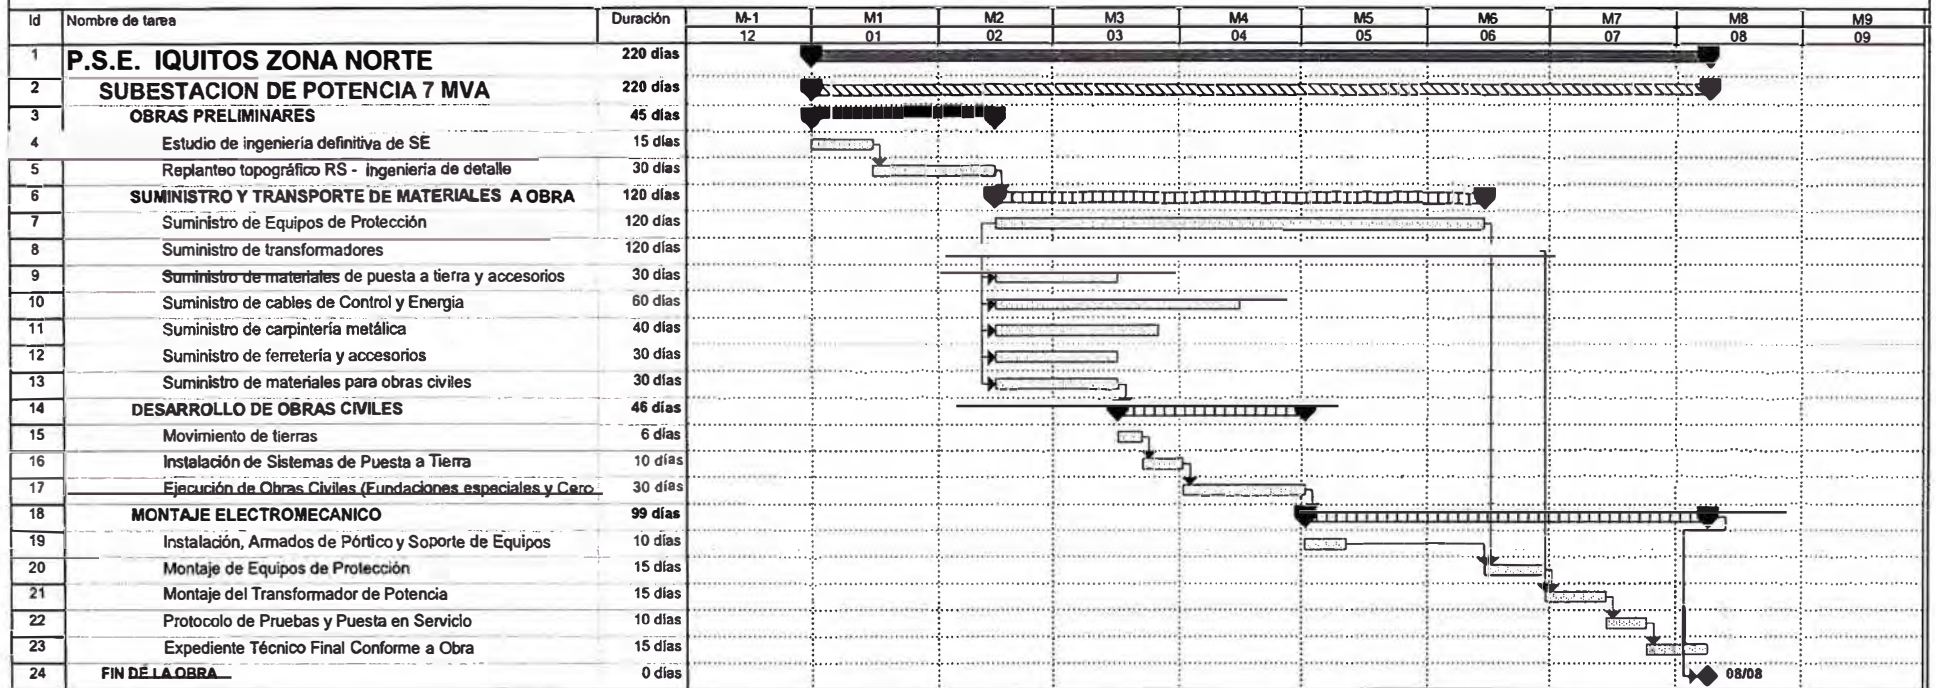 Id Nombre de tarea Duración M-1 M1 M2 M3 M4 M5 M6 M7 M8 M9
12 01 02 03 04 05 06 07 08 09
1 P.S.E. IQUITOS ZONA NORTE 220 días
2 SUBESTACION DE POTENCIA 7 MVA 220 días
3 OBRAS PRELIMINARES 45 días
4 Estudio de ingeniería definitiva de SE 15 días
5 Replanteo topográfico RS - Ingeniería de detalle 30 días
6 SUMINISTRO Y TRANSPORTE DE MATERIALES A OBRA 120 días
7 Suministro de Equipos de Protección 120 días
8 Suministro de transformadores 120 días
9 Suministro de materiales de puesta a tierra y accesorios 30 días
10 Suministro de cables de Control y Energia 60 días
11 Suministro de carpintería metálica 40 días
12 Suministro de ferretería y accesorios 30 días
13 Suministro de materiales para obras civiles 30 días
14 DESARROLLO DE OBRAS CIVILES 46 días
15 Movimiento de tierras 6 días
16 Instalación de Sistemas de Puesta a Tierra 10 días
17 Ejecución de Obras Civiles (Fundaciones especiales y Cero 30 días
18 MONTAJE ELECTROMECANICO 99 días
19 Instalación, Armados de Pórtico y Soporte de Equipos 10 días
20 Montaje de Equipos de Protección 15 días
21 Montaje del Transformador de Potencia 15 días
22 Protocolo de Pruebas y Puesta en Servicio 10 días
23 Expediente Técnico Final Conforme a Obra 15 días
24 FIN DE LA OBRA 0 días 08/08